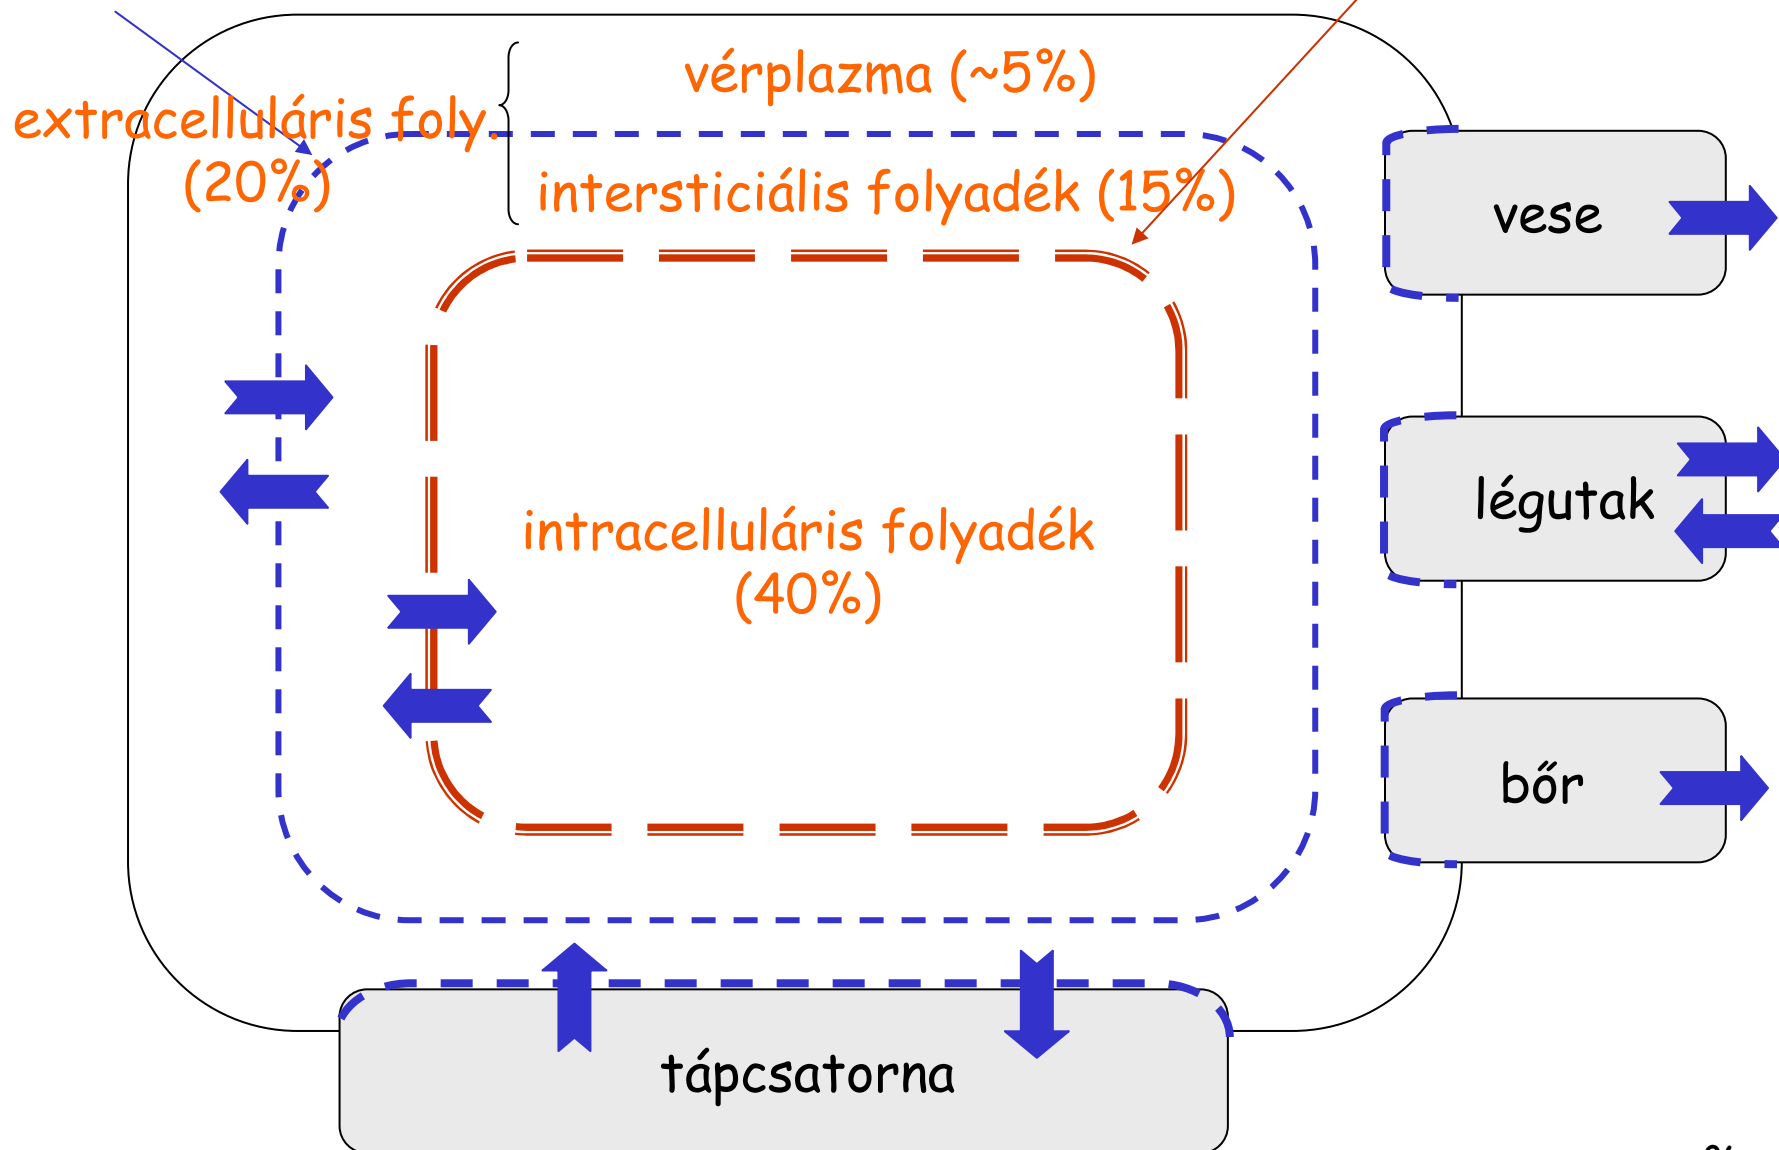 vérplazma (~5%)
extracelluláris foly.
(20%)
intersticiális folyadék (15%)
vese
légutak
intracelluláris folyadék
(40%)
bőr
tápcsatorna